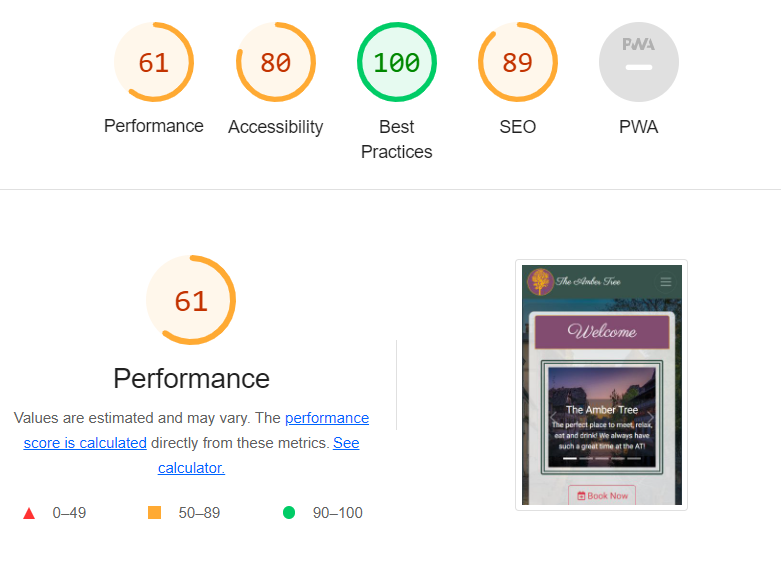 61
80
100
89
PWA
Performance
Accessibility
Best
Practices
SEO
PWA
61
Performance
Values are estimated and may vary. The performance
score is calculated directly from these metrics. See
calculator.
0–49
50–89
90–100
The Amber Tree
Welcome
The Amber Tree
The perfect place to meet, relax,
eat and drink! We always have
such a great time at the AT!
Book Now